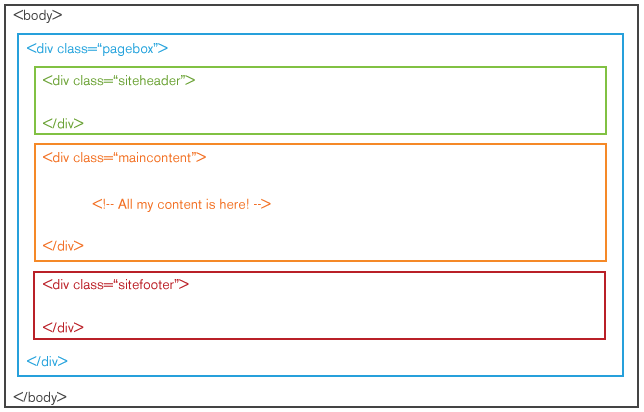 <body>
<div class=“pagebox”>
<div class=“siteheader”>
</div>
<div class=“maincontent”>
<!-- All my content is here! -->
</div>
<div class=“sitefooter”>
</div>
</div>
</body>